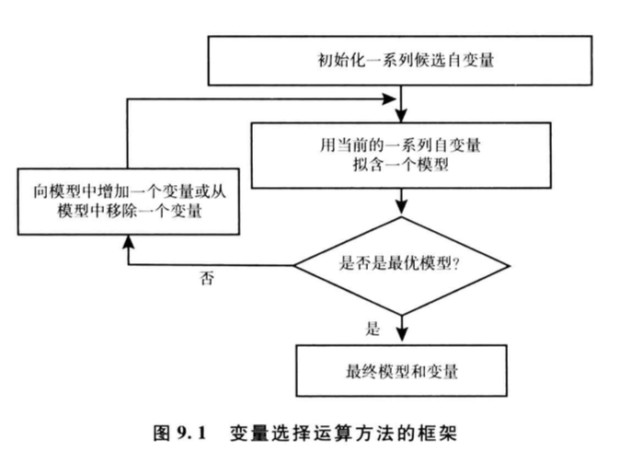 初始化一系列候选自变量
用当前的一系列自变量
拟含一个模型
向模型中增加一个变量或从
模型中移除一个变量
是否是最优模型?
否
是
最终模型和变量
图 9.1 变量选择运算方法的框架